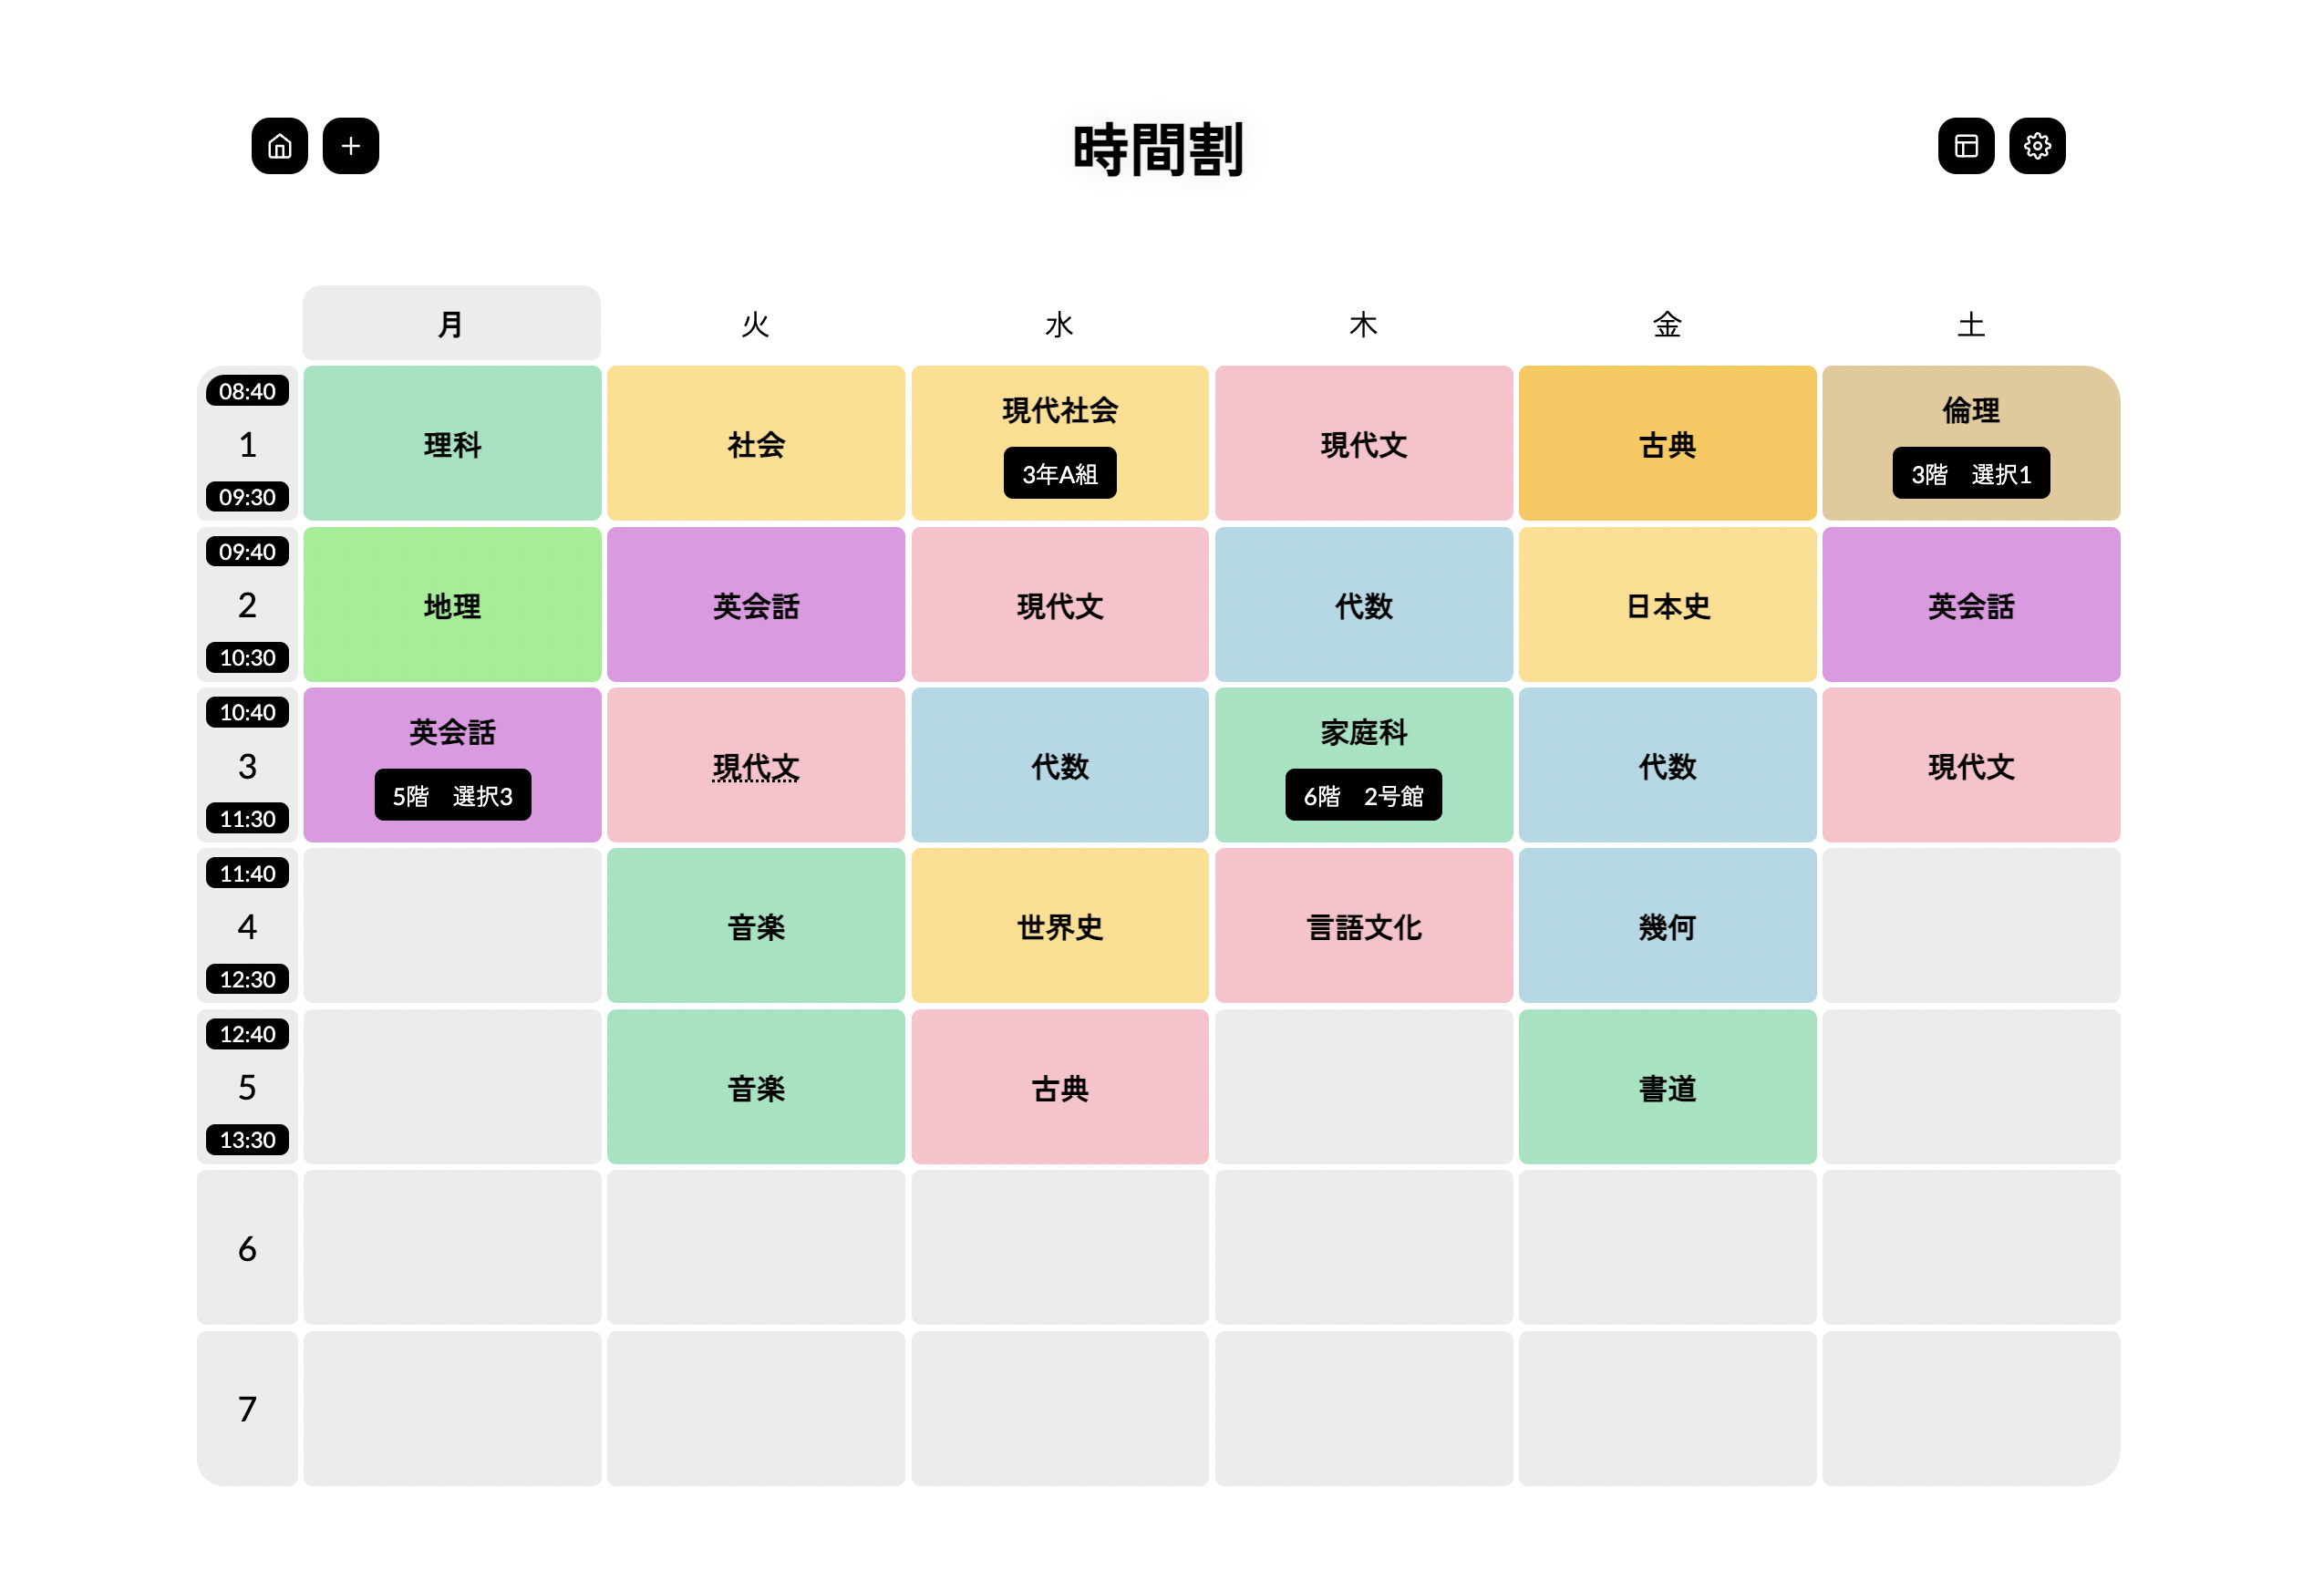 時間割
月 火 水 木 金 土
08:40
1
09:30
理科
社会
現代社会
3年A組
現代文
古典
倫理
3階　選択1
09:40
2
10:30
地理
英会話
現代文
代数
日本史
英会話
10:40
3
11:30
英会話
5階　選択3
現代文
代数
家庭科
6階　2号館
代数
現代文
11:40
4
12:30
音楽
世界史
言語文化
幾何
12:40
5
13:30
音楽
古典
書道
6
7